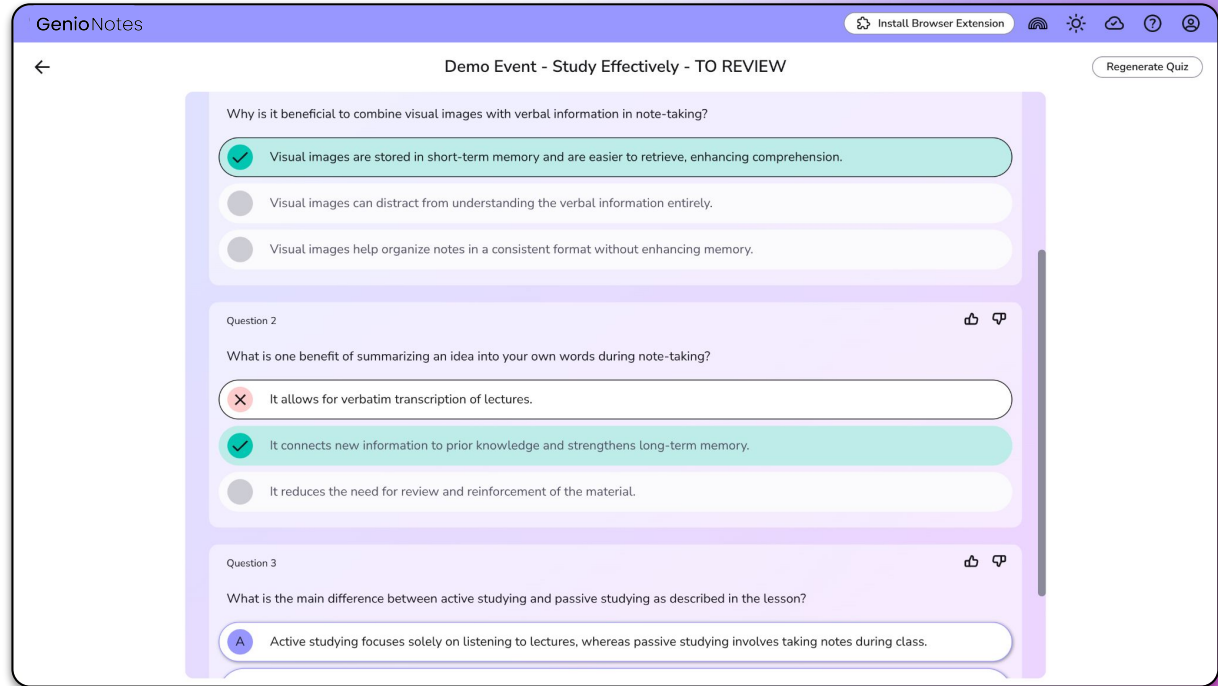 GenioNotes
Install Browser Extension
Demo Event - Study Effectively - TO REVIEW
Regenerate Quiz
Why is it beneficial to combine visual images with verbal information in note-taking?
Visual images are stored in short-term memory and are easier to retrieve, enhancing comprehension.
Visual images can distract from understanding the verbal information entirely.
Visual images help organize notes in a consistent format without enhancing memory.
Question 2
What is one benefit of summarizing an idea into your own words during note-taking?
It allows for verbatim transcription of lectures.
It connects new information to prior knowledge and strengthens long-term memory.
It reduces the need for review and reinforcement of the material.
Question 3
What is the main difference between active studying and passive studying as described in the lesson?
A Active studying focuses solely on listening to lectures, whereas passive studying involves taking notes during class.